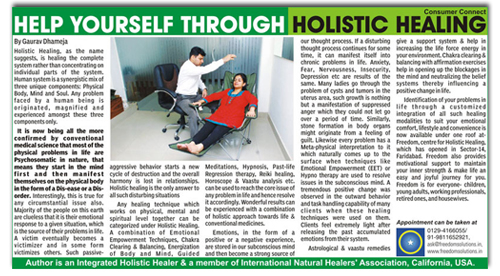 Consumer Connect
HELP YOURSELF THROUGH HOLISTIC HEALING
By Gaurav Dhameja
Holistic Healing, as the name
suggests, is healing the complete
system rather than concentrating on
individual parts of the system.
Human system is a synergistic mix of
three unique components; Physical
Body, Mind and Soul. Any problem
faced by a human being is
originated, magnified and
experienced amongst these three
components only.
It is now being all the more
confirmed by conventional
medical science that most of the
physical problems in life are
Psychosomatic in nature, that
means they start in the mind
first and then manifest
themselves on the physical body
in the form of a Dis-ease or a Dis-
order. Interestingly, this is true for
any circumstantial issue also.
Majority of the people on this earth
are clueless that it is their emotional
response to a given situation, which
is the source of their problems in life.
A victim eventually becomes a
victimizer and in some form
victimizes others. Such passive-
aggressive behavior starts a new
cycle of destruction and the overall
harmony is lost in relationships.
Holistic healing is the only answer to
all such disturbing situations
Any healing technique which
works on physical, mental and
spiritual level together can be
categorized under Holistic Healing.
A combination of Emotional
Empowerment Techniques, Chakra
Clearing & Balancing, Energization
of Body and Mind, Guided
Meditations, Hypnosis, Past-life
Regression therapy, Reiki healing,
Homoscope & Vaastu analysis etc.
can be used to reach the core issue of
any problem in life and hence resolve
it accordingly. Wonderful results can
be experienced with a combination
of holistic approach towards life &
conventional medicines.
Emotions, in the form of a
positive or a negative experience,
are stored in our subconscious mind
and then become a strong source of
our thought process. If a disturbing
thought process continues for some
time, it can manifest itself into
chronic problems in life. Anxiety,
Fear, Nervousness, Insecurity,
Depression etc are results of the
same. Many ladies go through the
problem of cysts and tumors in the
uterus area, such growth is nothing
but a manifestation of suppressed
anger which they could not let go
over a period of time. Similarly,
stone formation in body organs
might originate from a feeling of
guilt. Likewise every problem has a
Meta-physical interpretation to it
which naturally comes up to the
surface when techniques like
Emotional Empowerment (EET) or
Hypno therapy are used to resolve
issues in the subconscious mind. A
tremendous positive change was
observed in the outward behavior
and task handling capability of many
clients when these healing
techniques were used on them.
Clients feel extremely light after
releasing the past accumulated
emotions from their system.
Astrological & vaastu remedies
give a support system & help in
increasing the life force energy in
your environment. Chakra clearing &
balancing with affirmation exercises
help in opening up the blockages in
the mind and neutralizing the belief
systems thereby influencing a
positive change in life.
Identification of your problems in
life through a customized
integration of all such healing
modalities to suit your emotional
comfort, lifestyle and convenience is
now available under one roof at-
Freedom, centre for Holistic Healing,
which has opened in Sector-14,
Faridabad. Freedom also provides
motivational support to maintain
your inner strength & make life an
easy and joyful journey for you.
Freedom is for everyone- children,
young adults, working professionals,
retired ones, and housewives.
Appointment can be taken at
0129-4166055/
91-9811652921,
ask@freedomsolutions.in,
www.freedomsolutions.in
Author is an Integrated Holistic Healer & a member of International Natural Healers' Association, California, USA.